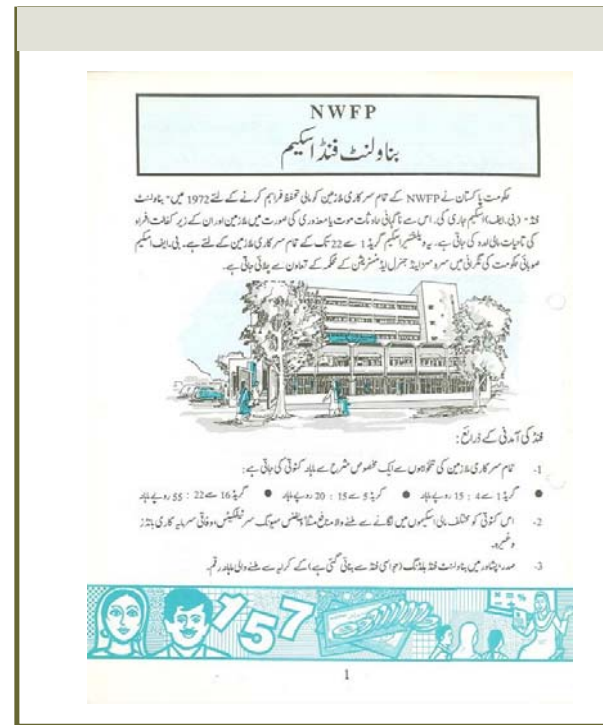 NWFP
بناولنٹ فنڈ اسکیم
حکومت پاکستان نے NWFP کے تمام سرکاری ملازمین کو مالی تحفظ فراہم کرنے کے لئے 1972 میں "بناولنٹ
فنڈ" (بی.ایف) اسکیم جاری کی. اس سے ناگہانی حادثات موت یا معذوری کی صورت میں ملازمین اور ان کے زیر کفالت افراد
کی تاحیات مالی امداد کی جاتی ہے. یہ ویلفئیر اسکیم گریڈ 1 سے 22 تک کے تمام سرکاری ملازمین کے لئے ہے. بی.ایف اسکیم
صوبائی حکومت کی نگرانی میں سروسز اینڈ جنرل ایڈمنسٹریشن کے محکمہ کے تعاون سے چلائی جاتی ہے.
فنڈ کی آمدنی کے ذرائع:
1- تمام سرکاری ملازمین کی تنخواہوں سے ایک مخصوص شرح سے ماہانہ کٹوتی کی جاتی ہے:
● گریڈ 1 سے 4 : 15 روپے ماہانہ ● گریڈ 5 سے 15 : 20 روپے ماہانہ ● گریڈ 16 سے 22 : 55 روپے ماہانہ
2- اس کٹوتی کو مختلف مالی اسکیموں میں لگانے سے ملنے والا منافع مثلاً ڈیفنس سیونگ سرٹیفکیٹس، وفاقی سرمایہ کاری بانڈز
وغیرہ.
3- صدر، پشاور میں بناولنٹ فنڈ بلڈنگ (جو اسی فنڈ سے بنائی گئی ہے) کے کرایہ سے ملنے والی ماہانہ رقم.
157
1